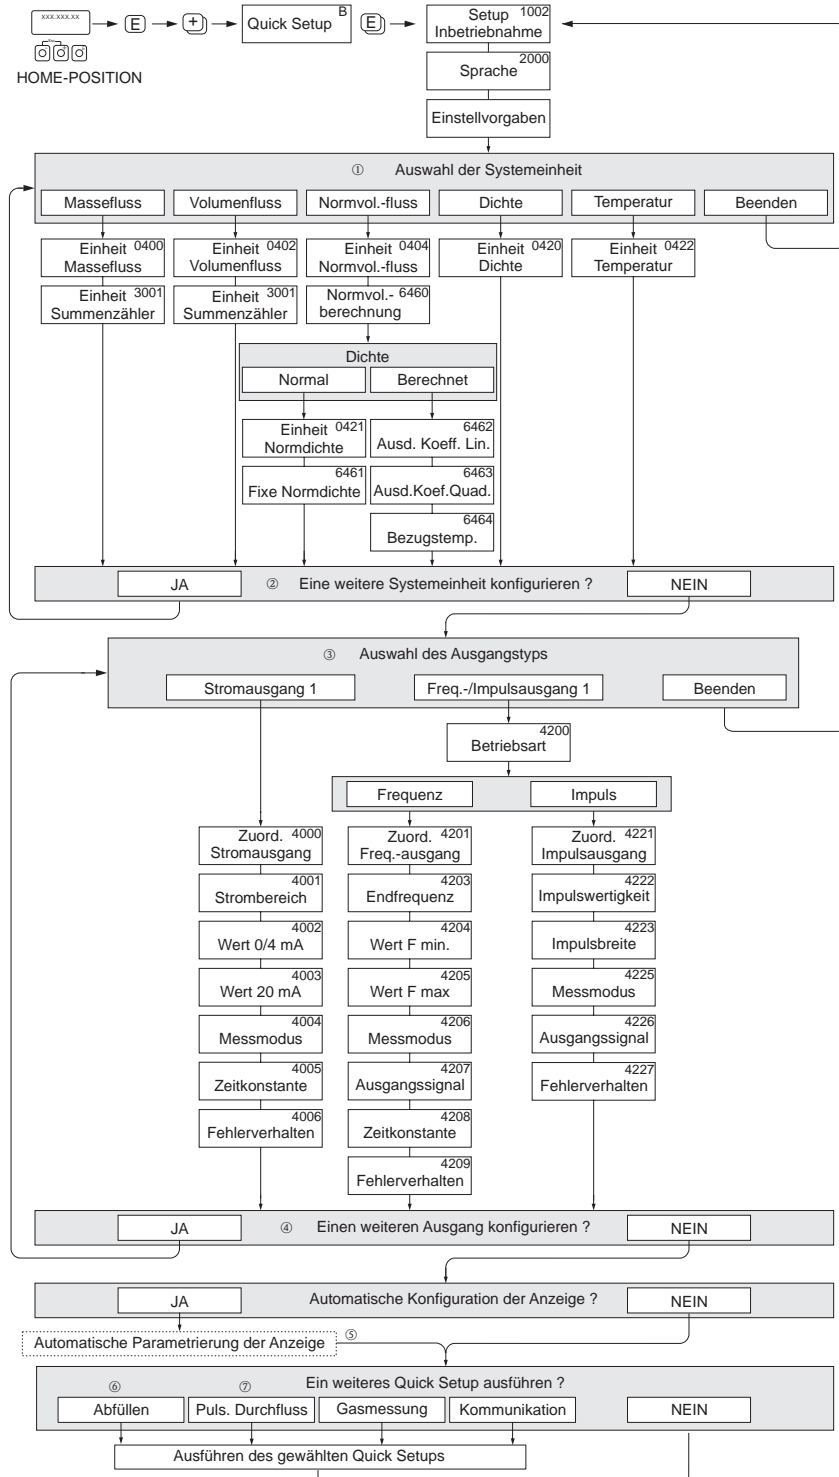 xxx.xxx.xx
Esc
E
+
Quick Setup
B
E
Setup 1002
Inbetriebnahme
HOME-POSITION
2000
Sprache
Einstellvorgaben
① Auswahl der Systemeinheit
Massefluss Volumenfluss Normvol.-fluss Dichte Temperatur Beenden
Einheit 0400 Einheit 0402 Einheit 0404 Einheit 0420 Einheit 0422
Massefluss Volumenfluss Normvol.-fluss Dichte Temperatur
Einheit 3001 Einheit 3001 Normvol.- 6460
Summenzähler Summenzähler berechnung
Dichte
Normal Berechnet
Einheit 0421 6462
Normdichte Ausd. Koeff. Lin.
6461 6463
Fixe Normdichte Ausd.Koef.Quad.
6464
Bezugstemp.
JA ② Eine weitere Systemeinheit konfigurieren ? NEIN
③ Auswahl des Ausgangstyps
Stromausgang 1 Freq.-/Impulsausgang 1 Beenden
4200
Betriebsart
Frequenz Impuls
Zuord. 4000 Zuord. 4201 Zuord. 4221
Stromausgang Freq.-ausgang Impulsausgang
4001 4203 4222
Strombereich Endfrequenz Impulswertigkeit
4002 4204 4223
Wert 0/4 mA Wert F min. Impulsbreite
4003 4205 4225
Wert 20 mA Wert F max Messmodus
4004 4206 4226
Messmodus Messmodus Ausgangssignal
4005 4207 4227
Zeitkonstante Ausgangssignal Fehlerverhalten
4006 4208
Fehlerverhalten Zeitkonstante
4209
Fehlerverhalten
JA ④ Einen weiteren Ausgang konfigurieren ? NEIN
JA Automatische Konfiguration der Anzeige ? NEIN
Automatische Parametrierung der Anzeige ⑤
Ein weiteres Quick Setup ausführen ?
⑥ ⑦
Abfüllen Puls. Durchfluss Gasmessung Kommunikation NEIN
Ausführen des gewählten Quick Setups